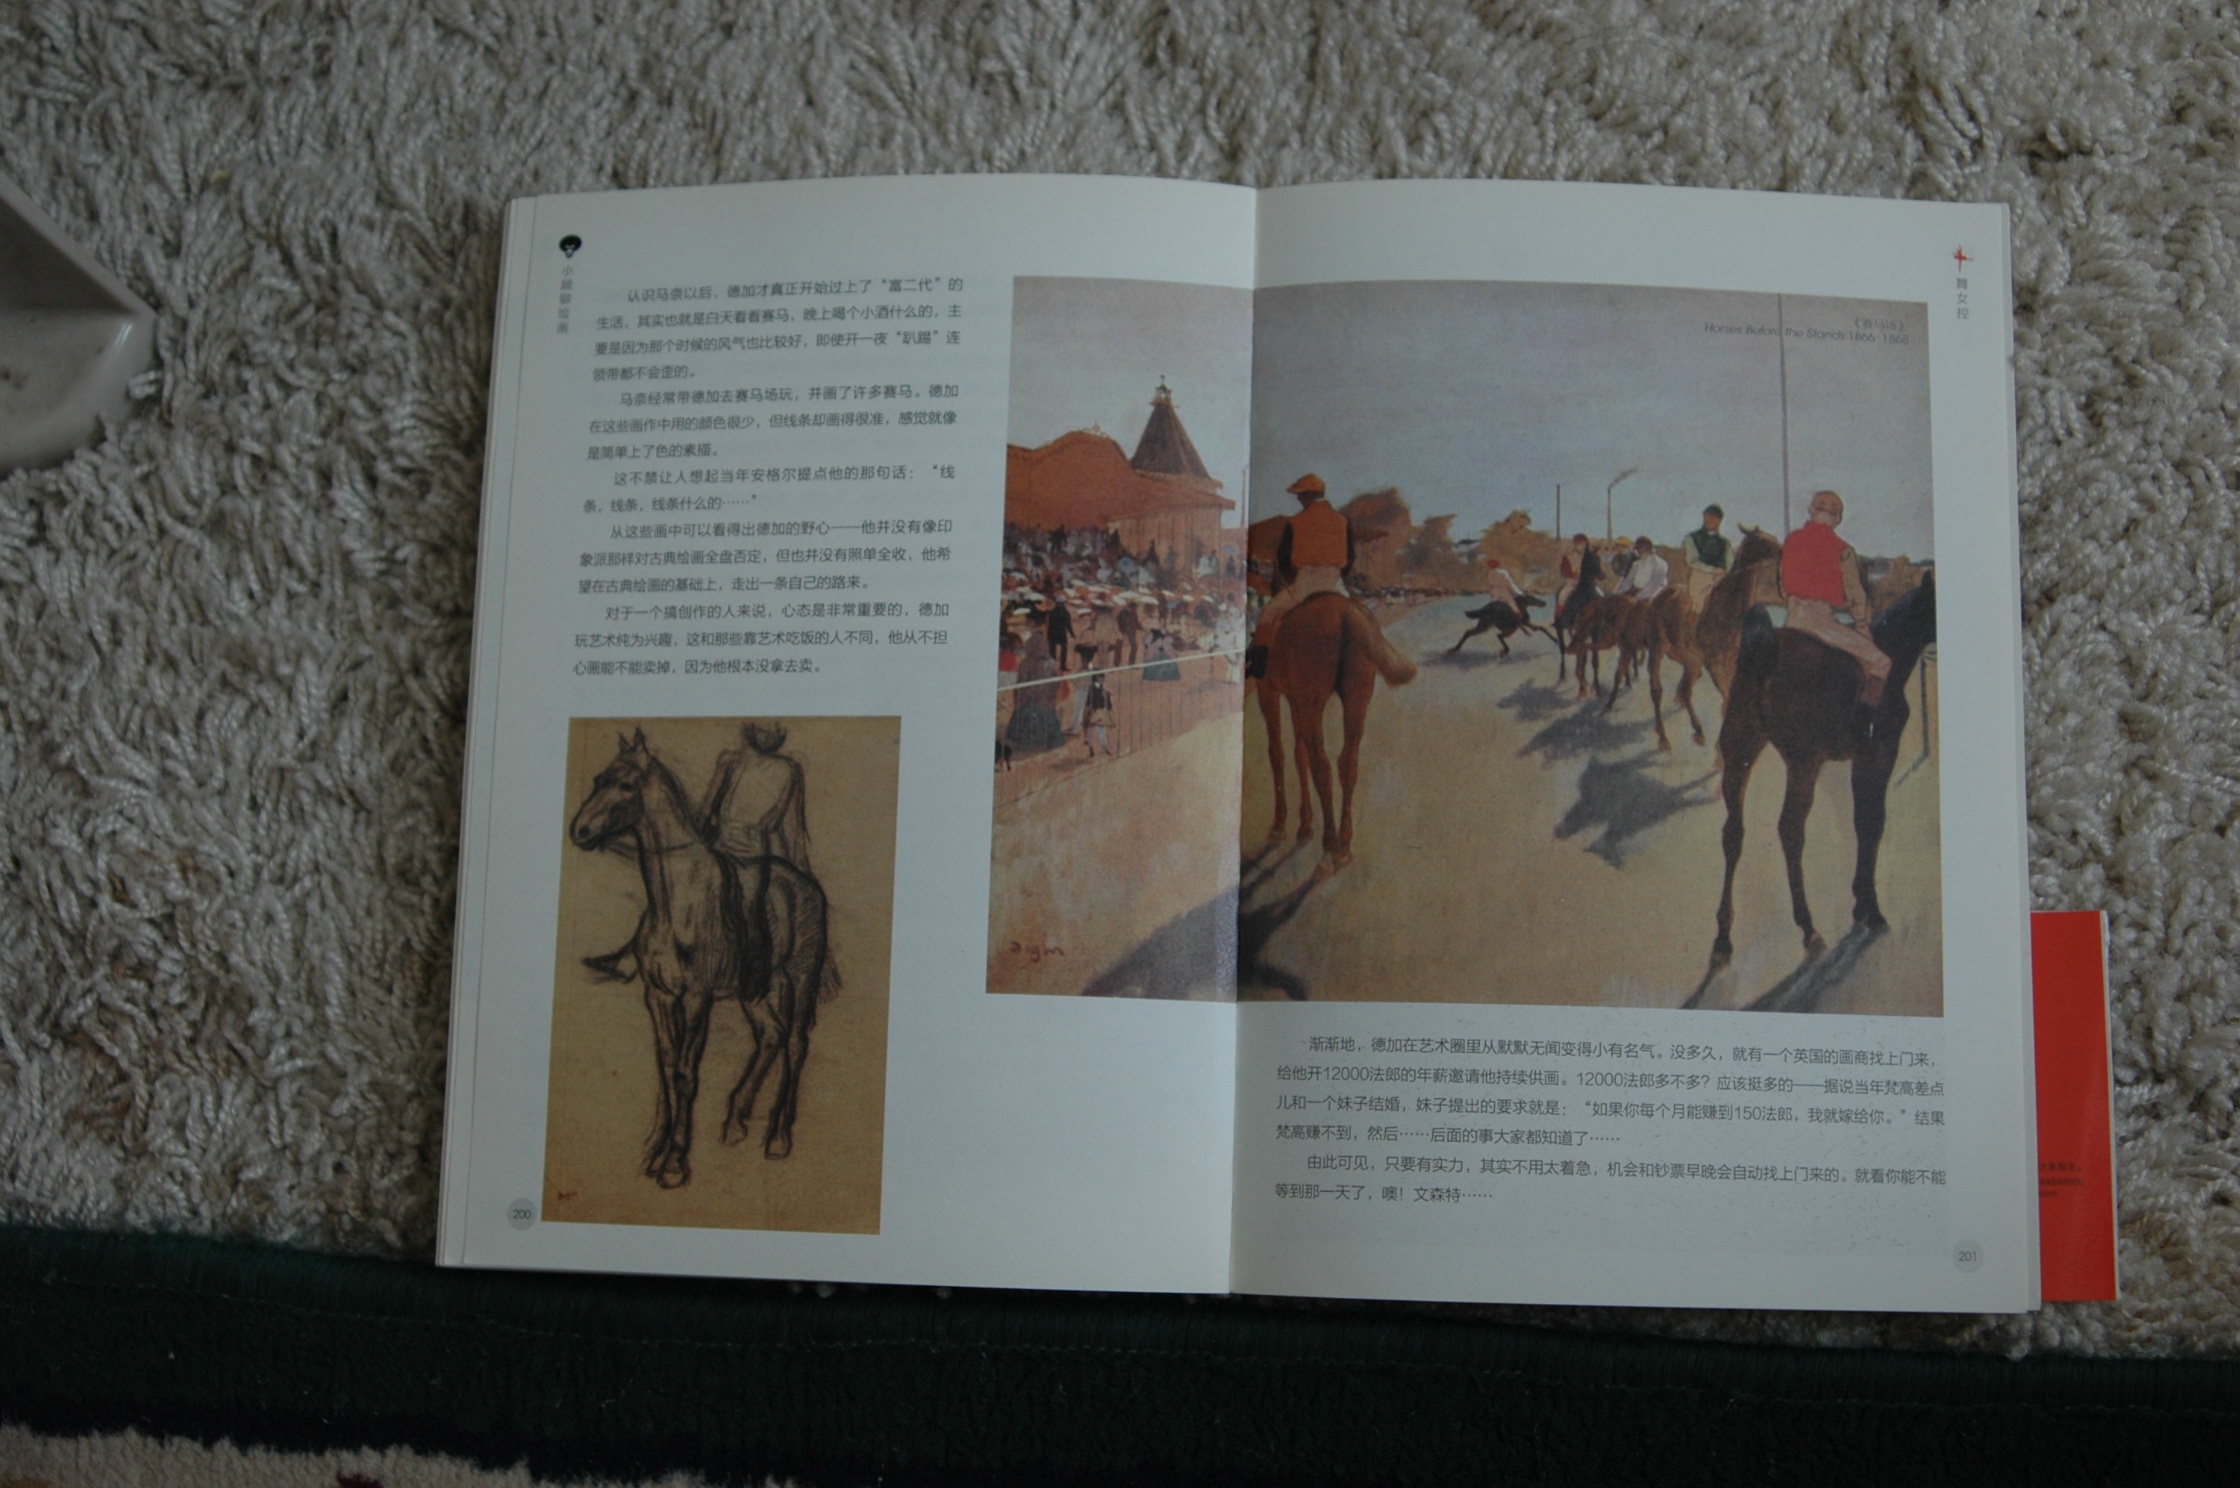 小
顾
聊
绘
画
认识马奈以后，德加才真正开始过上了“富二代”的
生活，其实也就是白天看看赛马，晚上喝个小酒什么的，主
要是因为那个时候的风气也比较好，即使开一夜“趴踢”连
领带都不会歪的。
马奈经常带德加去赛马场玩，并画了许多赛马。德加
在这些画作中用的颜色很少，但线条却画得很准，感觉就像
是简单上了色的素描。
这不禁让人想起当年安格尔提点他的那句话：“线
条，线条，线条什么的……”
从这些画中可以看得出德加的野心——他并没有像印
象派那样对古典绘画全盘否定，但也并没有照单全收，他希
望在古典绘画的基础上，走出一条自己的路来。
对于一个搞创作的人来说，心态是非常重要的，德加
玩艺术纯为兴趣，这和那些靠艺术吃饭的人不同，他从不担
心画能不能卖掉，因为他根本没拿去卖。
200
舞
女
控
《赛马场》
Horses Before the Stands 1866-1868
渐渐地，德加在艺术圈里从默默无闻变得小有名气。没多久，就有一个英国的画商找上门来，
给他开12000法郎的年薪邀请他持续供画。12000法郎多不多？应该挺多的——据说当年梵高差点
儿和一个妹子结婚，妹子提出的要求就是：“如果你每个月能赚到150法郎，我就嫁给你。”结果
梵高赚不到，然后……后面的事大家都知道了……
由此可见，只要有实力，其实不用太着急，机会和钞票早晚会自动找上门来的。就看你能不能
等到那一天了，噢！文森特……
201